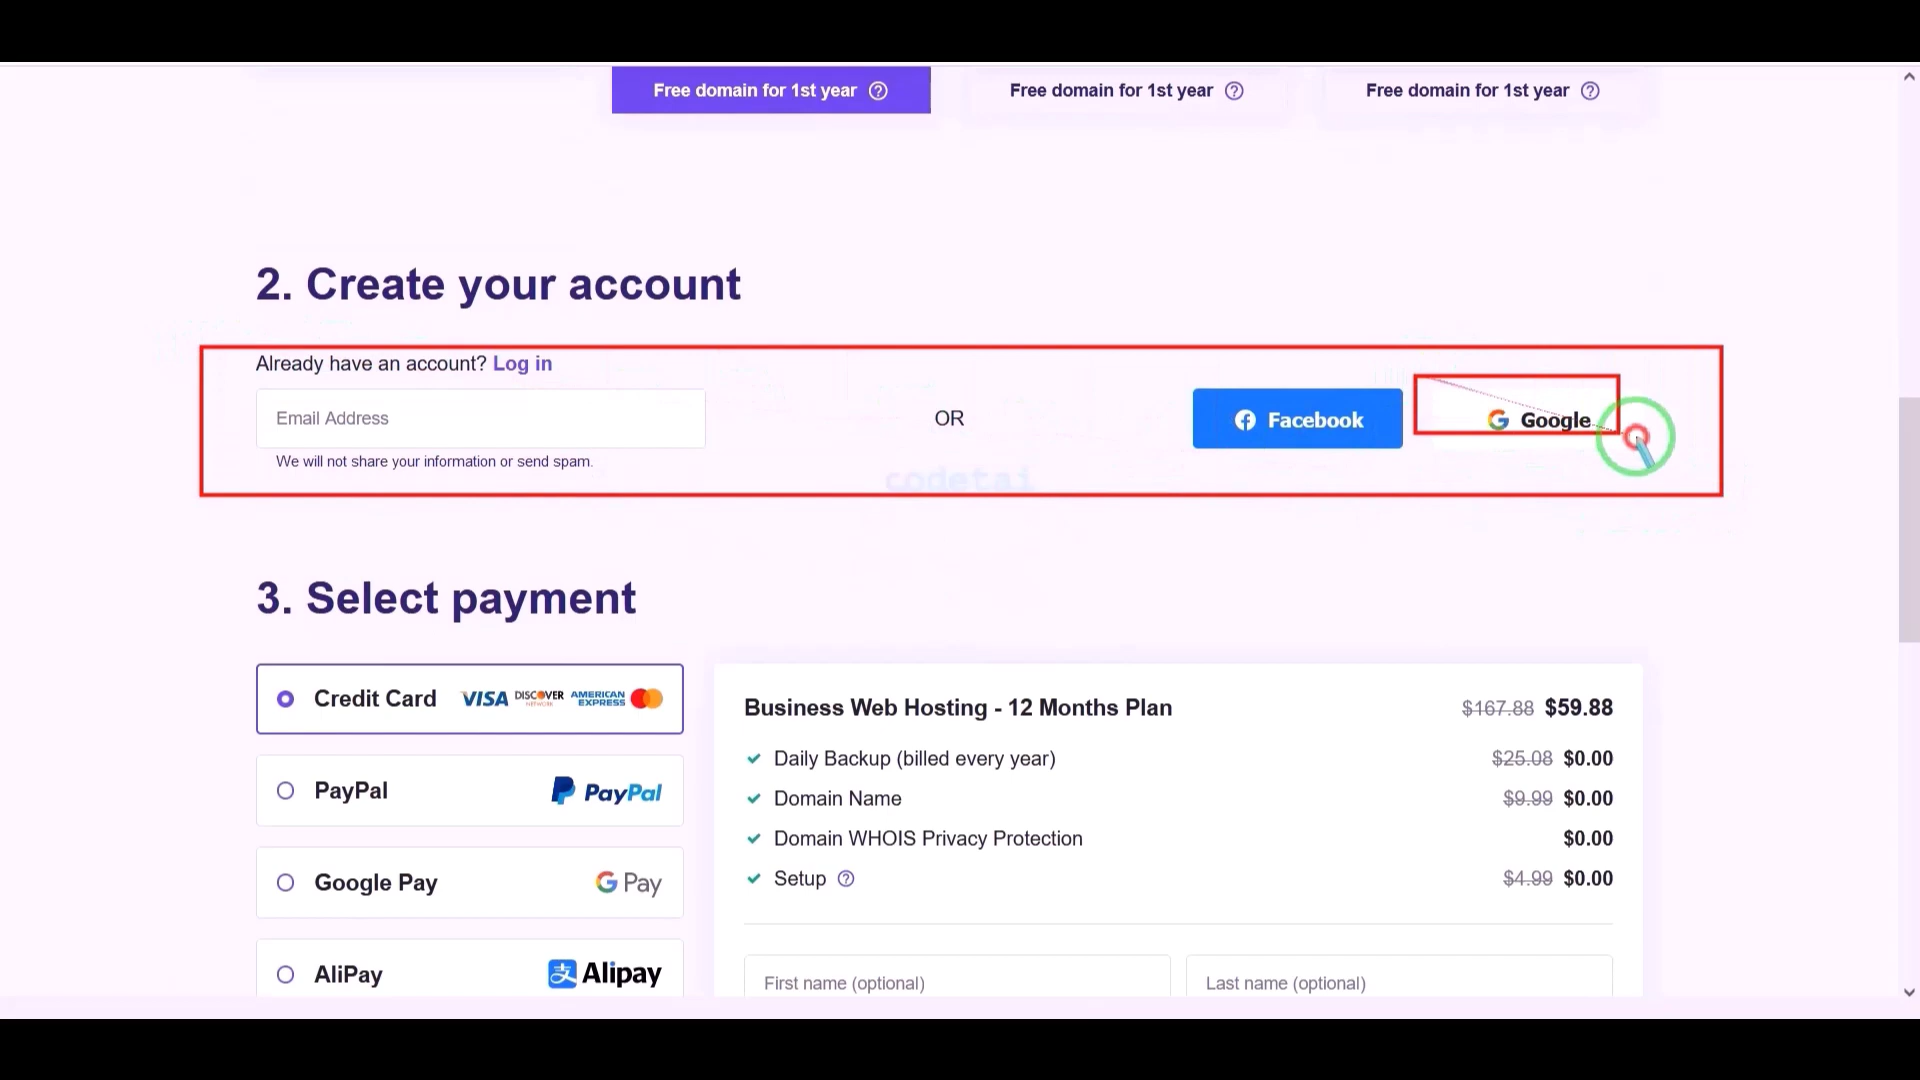 Free domain for 1st year ? Free domain for 1st year ? Free domain for 1st year ?
2. Create your account
Already have an account? Log in
Email Address OR Facebook Google
We will not share your information or send spam.
codetai
3. Select payment
Credit Card VISA DISCOVER NETWORK AMERICAN EXPRESS
Business Web Hosting - 12 Months Plan $167.88 $59.88
Daily Backup (billed every year) $25.08 $0.00
PayPal PayPal
Domain Name $9.99 $0.00
Domain WHOIS Privacy Protection $0.00
Google Pay G Pay
Setup ? $4.99 $0.00
AliPay 支 Alipay
First name (optional) Last name (optional)